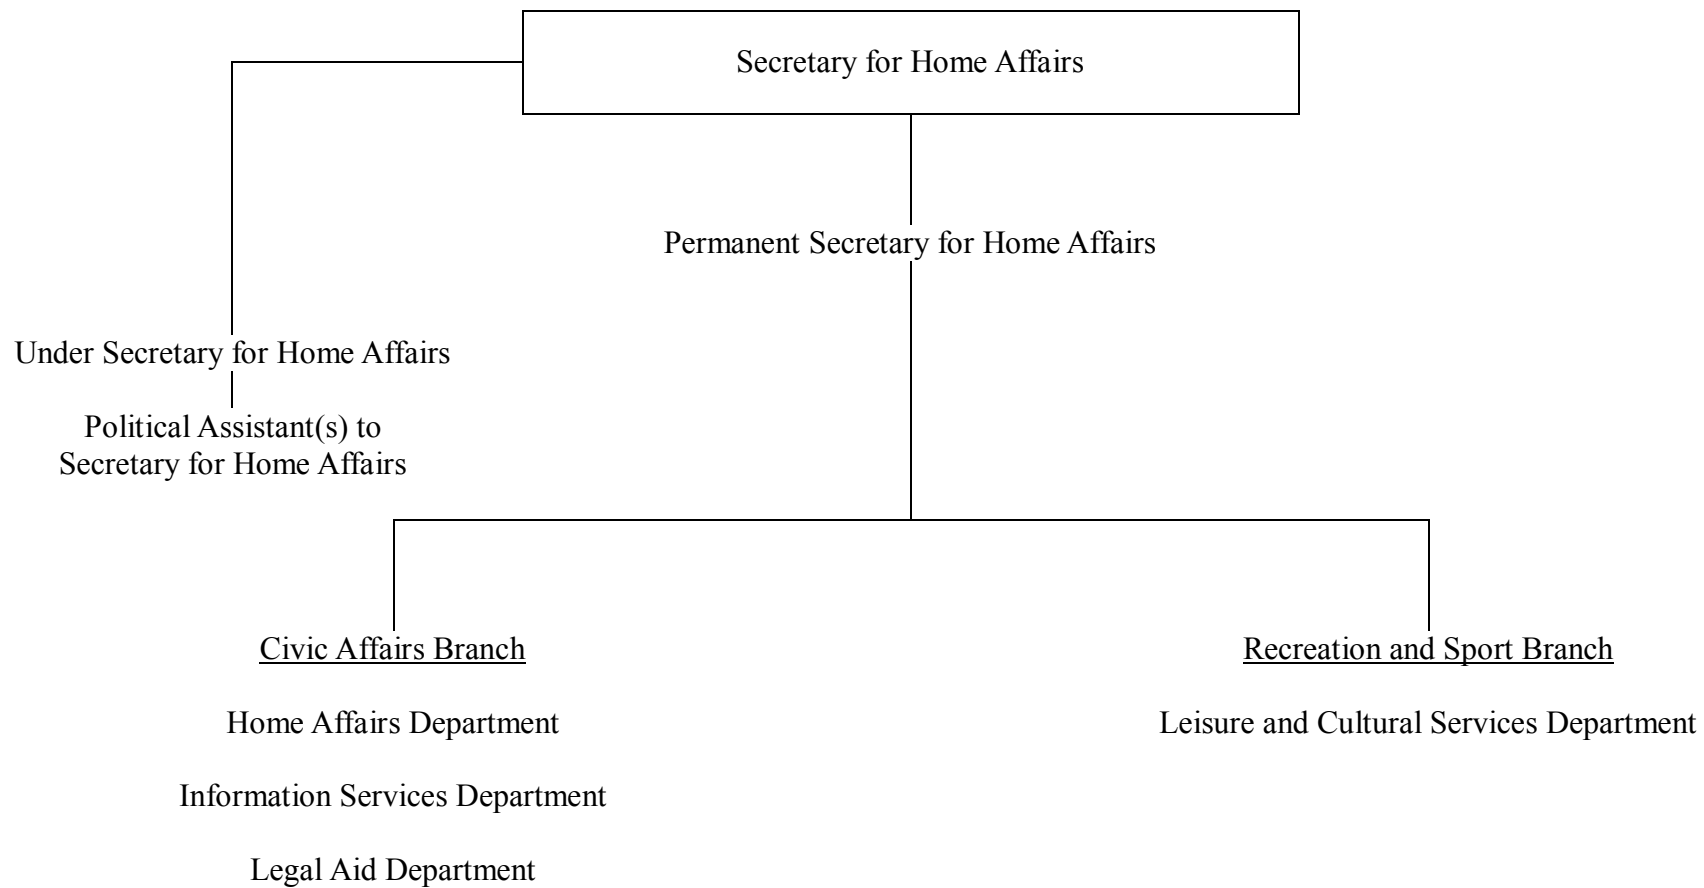 Secretary for Home Affairs
Permanent Secretary for Home Affairs
Under Secretary for Home Affairs
Political Assistant(s) to
Secretary for Home Affairs
Civic Affairs Branch
Recreation and Sport Branch
Home Affairs Department
Leisure and Cultural Services Department
Information Services Department
Legal Aid Department